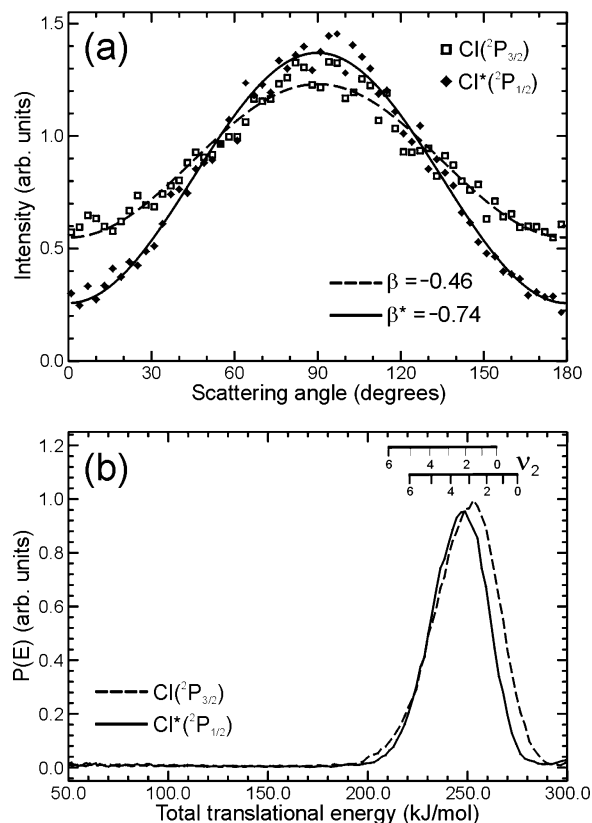 (a)
Cl(²P₃/₂)
Cl*(²P₁/₂)
1.5
1.0
0.5
0.0
Intensity (arb. units)
β = −0.46
β* = −0.74
0 30 60 90 120 150 180
Scattering angle (degrees)
(b)
6 4 2 0
6 4 2 0
ν₂
1.2
1.0
0.8
0.6
0.4
0.2
0.0
P(E) (arb. units)
Cl(²P₃/₂)
Cl*(²P₁/₂)
50.0 100.0 150.0 200.0 250.0 300.0
Total translational energy (kJ/mol)